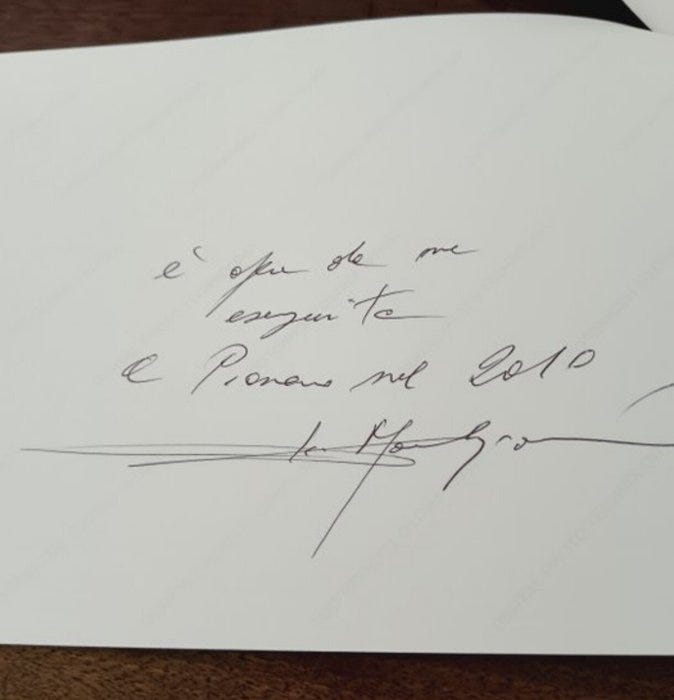 è opera da me
eseguita
a Pianoro nel 2010